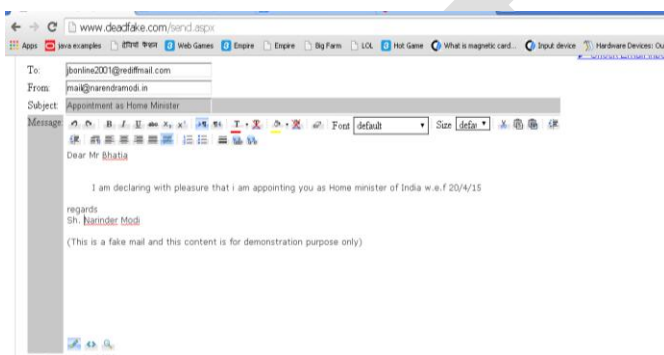 www.deadfake.com/send.aspx
Apps java examples Web Games Empire Empire Big Farm LOL Hot Game What is magnetic card... Input device Hardware Devices: Ou
To: jbonline2001@rediffmail.com
From: mail@narendramodi.in
Subject: Appointment as Home Minister
Message
Font default Size defau
Dear Mr Bhatia
I am declaring with pleasure that i am appointing you as Home minister of India w.e.f 20/4/15
regards
Sh. Narinder Modi
(This is a fake mail and this content is for demonstration purpose only)